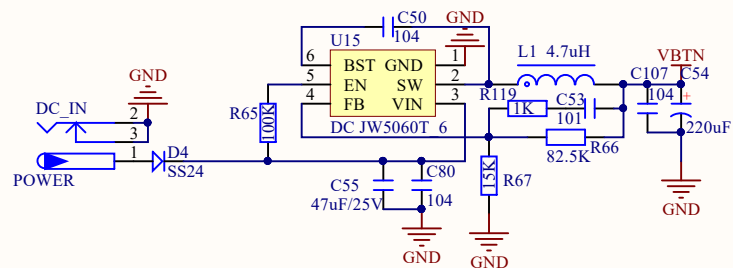 C50
104
GND
U15
6
5
4
BST
EN
FB
GND
SW
VIN
1
2
3
DC JW5060T_6
L1 4.7uH
VBTN
C107
104
C54
+
220uF
GND
R119
1K
C53
101
82.5K
R66
15K
R67
GND
R65
100K
GND
DC_IN
2
3
1
POWER
D4
SS24
C55
47uF/25V
C80
104
GND